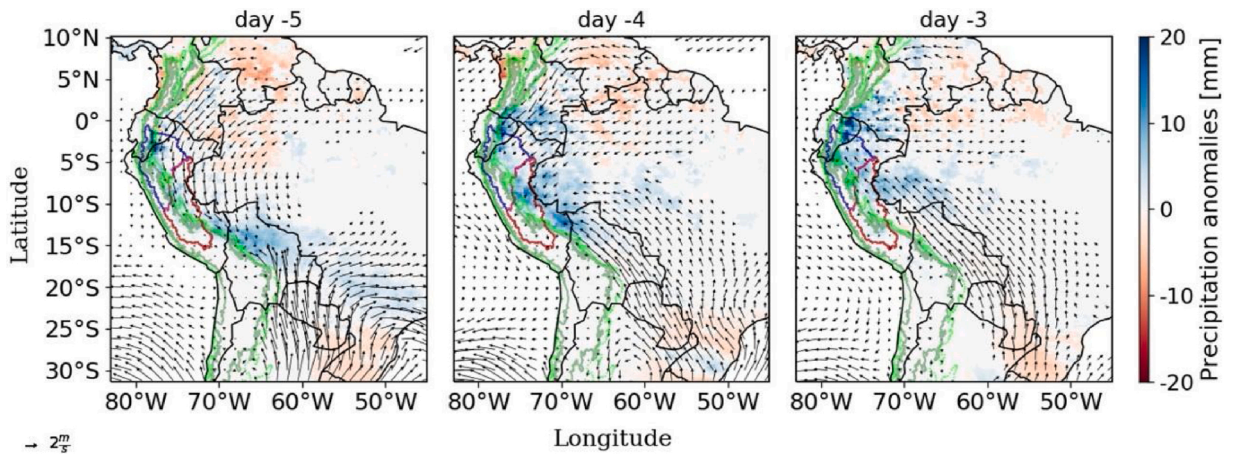 day -5
day -4
day -3
10°N
5°N
0°
5°S
10°S
15°S
20°S
25°S
30°S
Latitude
80°W 70°W 60°W 50°W
80°W 70°W 60°W 50°W
80°W 70°W 60°W 50°W
Longitude
→ 2 m/s
20
10
0
-10
-20
Precipitation anomalies [mm]